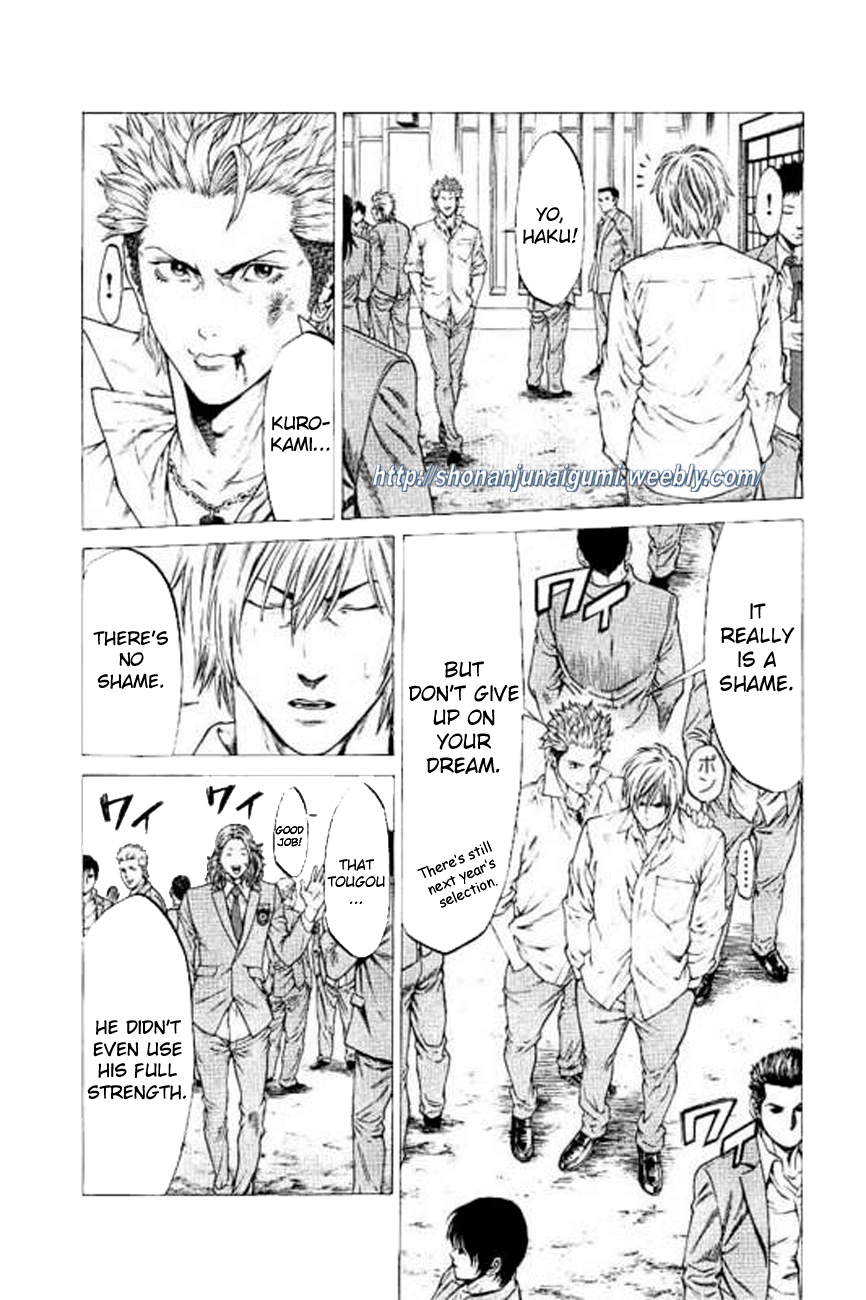 YO,
HAKU!
!
!
KURO-
KAMI...
http://shonanjunaigumi.weebly.com/
IT
REALLY
IS A
SHAME.
ワイ
BUT
DON'T GIVE
UP ON
YOUR
DREAM.
There's still
next year's
selection.
ポン
......
ワイ
THERE'S
NO
SHAME.
THAT
TOUGOU
...
GOOD
JOB!
ワイ
ワイ
HE DIDN'T
EVEN USE
HIS FULL
STRENGTH.